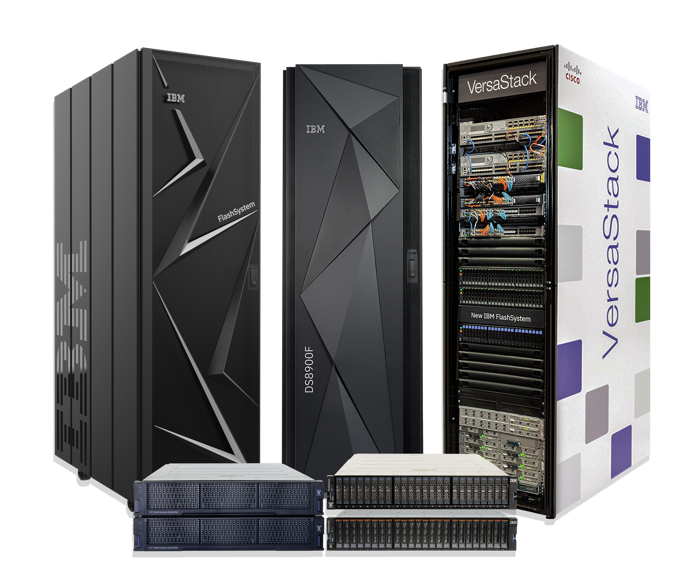 IBM
FlashSystem
IBM
IBM
DS8900F
VersaStack
New IBM FlashSystem
CISCO
IBM
VersaStack